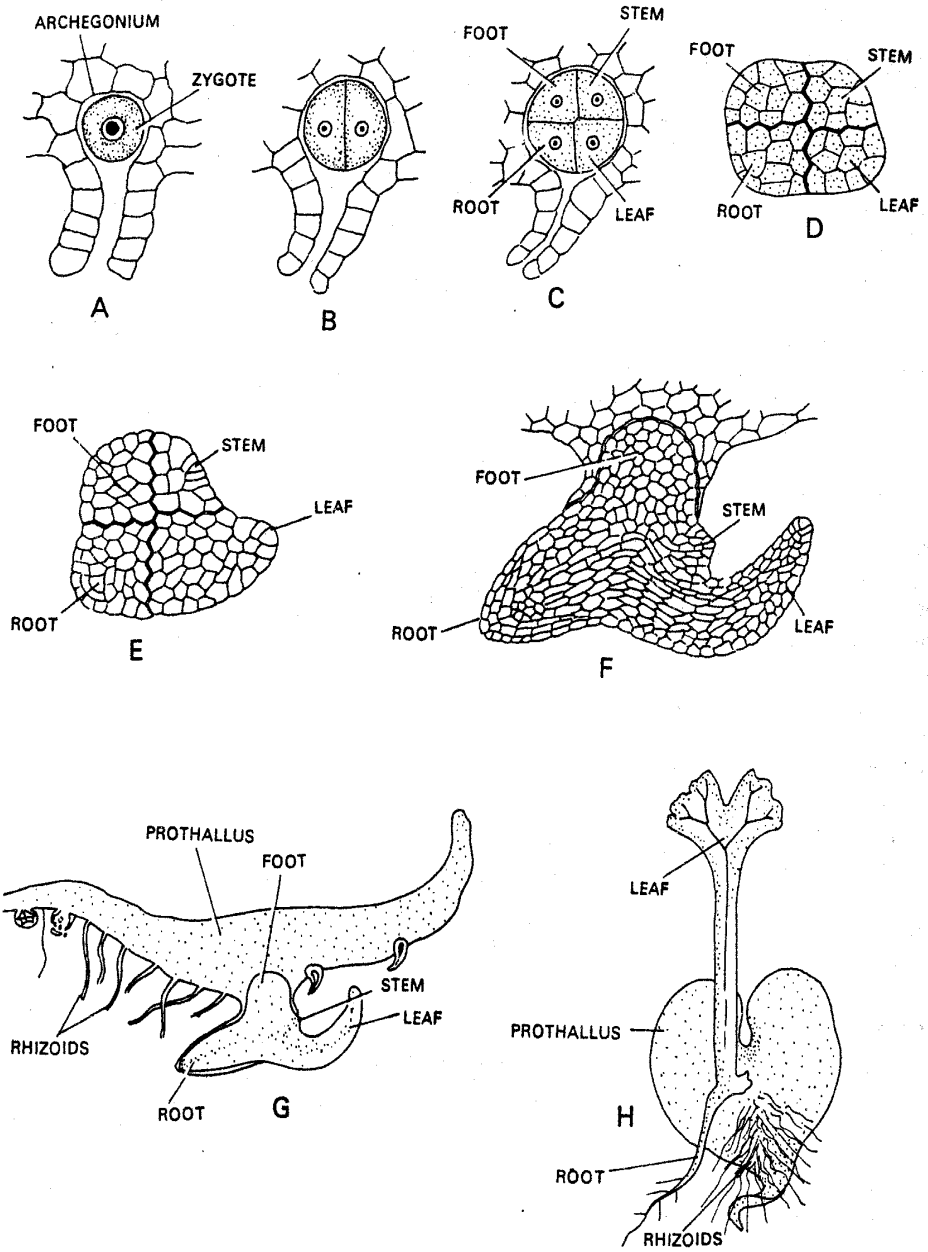 ARCHEGONIUM
ZYGOTE
A
B
FOOT
STEM
ROOT
LEAF
C
FOOT
STEM
ROOT
LEAF
D
FOOT
STEM
LEAF
ROOT
E
FOOT
STEM
ROOT
LEAF
F
PROTHALLUS
FOOT
STEM
LEAF
RHIZOIDS
ROOT
G
LEAF
PROTHALLUS
H
ROOT
RHIZOIDS